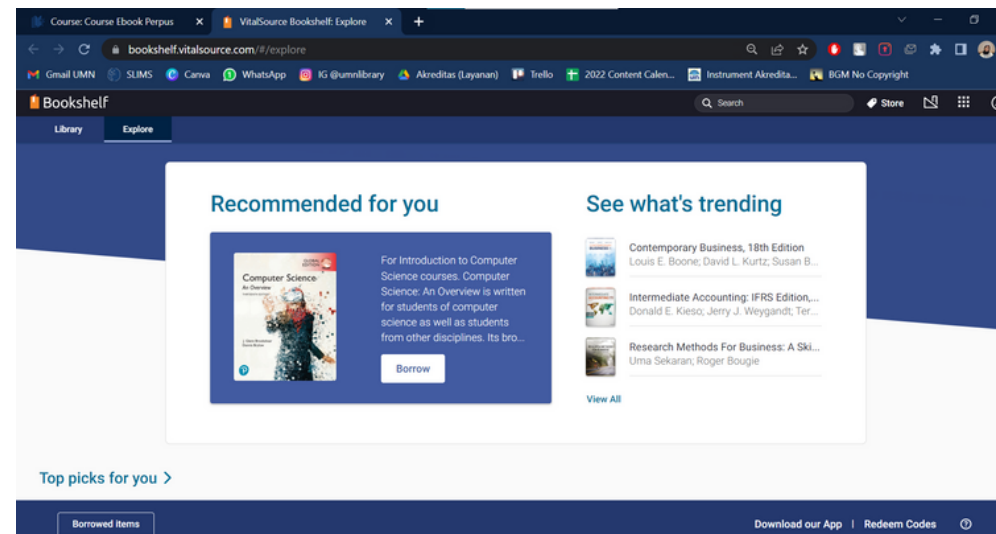 Course: Course Ebook Perpus
VitalSource Bookshelf: Explore
bookshelf.vitalsource.com/#/explore
Gmail UMN SLIMS Canva WhatsApp IG @umnlibrary Akreditas (Layanan) Trello 2022 Content Calen... Instrument Akredita... BGM No Copyright
Bookshelf
Search
Store
Library
Explore
Recommended for you
Computer Science
An Overview
For Introduction to Computer
Science courses. Computer
Science: An Overview is written
for students of computer
science as well as students
from other disciplines. Its bro...
Borrow
See what's trending
Contemporary Business, 18th Edition
Louis E. Boone; David L. Kurtz; Susan B...
Intermediate Accounting: IFRS Edition,...
Donald E. Kieso; Jerry J. Weygandt; Ter...
Research Methods For Business: A Ski...
Uma Sekaran; Roger Bougie
View All
Top picks for you
Borrowed Items
Download our App | Redeem Codes